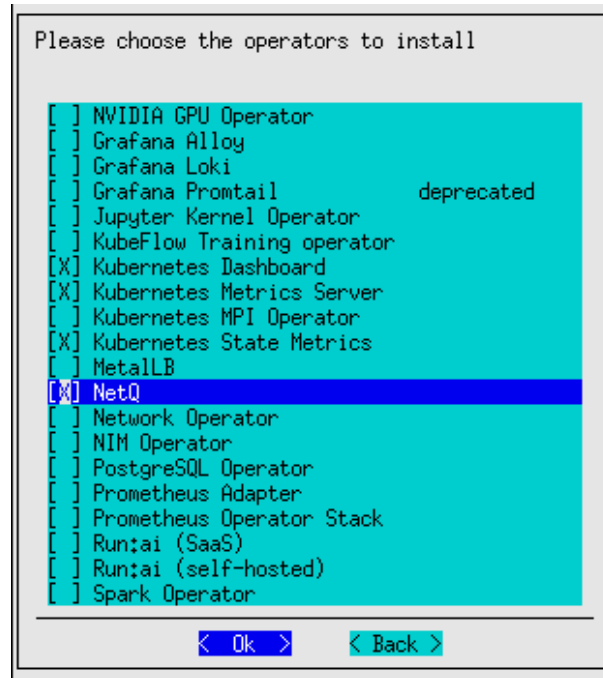 Please choose the operators to install
[ ] NVIDIA GPU Operator
[ ] Grafana Alloy
[ ] Grafana Loki
[ ] Grafana Promtail deprecated
[ ] Jupyter Kernel Operator
[ ] KubeFlow Training operator
[X] Kubernetes Dashboard
[X] Kubernetes Metrics Server
[ ] Kubernetes MPI Operator
[X] Kubernetes State Metrics
[ ] MetalLB
[X] NetQ
[ ] Network Operator
[ ] NIM Operator
[ ] PostgreSQL Operator
[ ] Prometheus Adapter
[ ] Prometheus Operator Stack
[ ] Run:ai (SaaS)
[ ] Run:ai (self-hosted)
[ ] Spark Operator
< Ok > < Back >